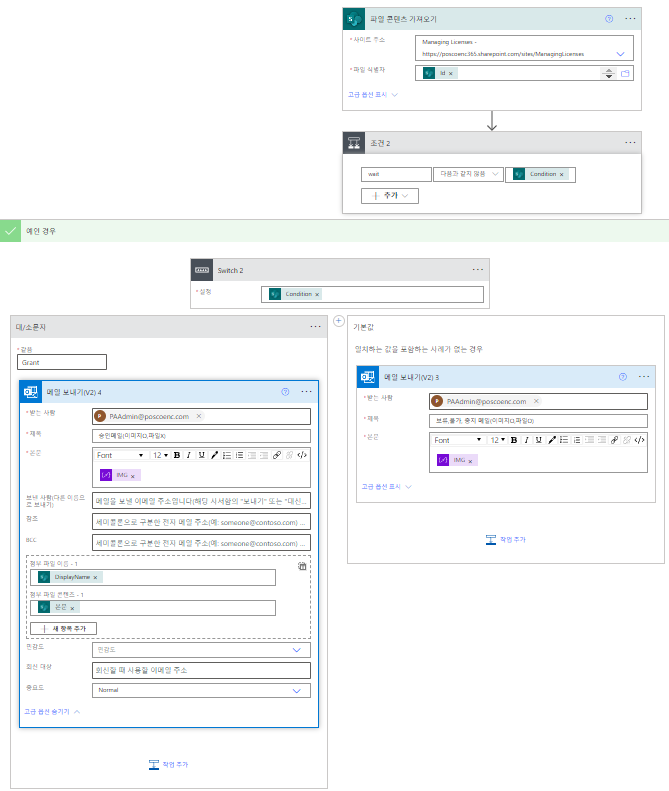 파일 콘텐츠 가져오기
* 사이트 주소
Managing Licenses -
https://poscoenc365.sharepoint.com/sites/ManagingLicenses
* 파일 식별자
Id ×
고급 옵션 표시
조건 2
wait
다음과 같지 않음
Condition ×
추가
예인 경우
Switch 2
* 설정
Condition ×
대/소문자
* 같음
Grant
메일 보내기(V2) 4
* 받는 사람
P PAAdmin@poscoenc.com ×
* 제목
승인메일(이미지O,파일X)
* 본문
Font
12
B I U
IMG ×
보낸 사람(다른 이름으
로 보내기)
메일을 보낼 이메일 주소입니다(해당 사서함의 "보내기" 또는 "대신...
참조
세미콜론으로 구분한 전자 메일 주소(예: someone@contoso.com) ...
BCC
세미콜론으로 구분한 전자 메일 주소(예: someone@contoso.com) ...
첨부 파일 이름 - 1
DisplayName ×
첨부 파일 콘텐츠 - 1
본문 ×
새 항목 추가
민감도
민감도
회신 대상
회신할 때 사용할 이메일 주소
중요도
Normal
고급 옵션 숨기기
작업 추가
기본값
일치하는 값을 포함하는 사례가 없는 경우
메일 보내기(V2) 3
* 받는 사람
P PAAdmin@poscoenc.com ×
* 제목
보류,불가, 중지 메일(이미지O,파일O)
* 본문
Font
12
B I U
IMG ×
고급 옵션 표시
작업 추가